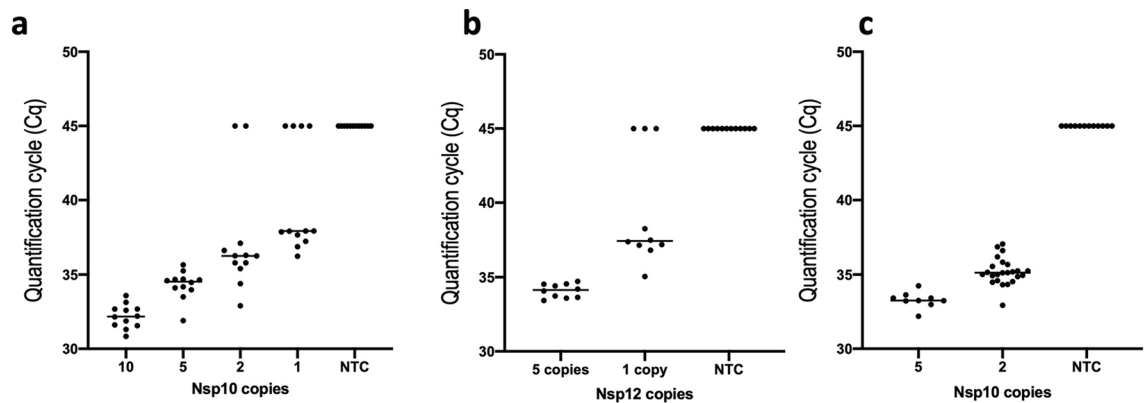 a
50
45
40
35
30
Quantification cycle (Cq)
10 5 2 1 NTC
Nsp10 copies
b
50
45
40
35
30
Quantification cycle (Cq)
5 copies 1 copy NTC
Nsp12 copies
c
50
45
40
35
30
Quantification cycle (Cq)
5 2 NTC
Nsp10 copies